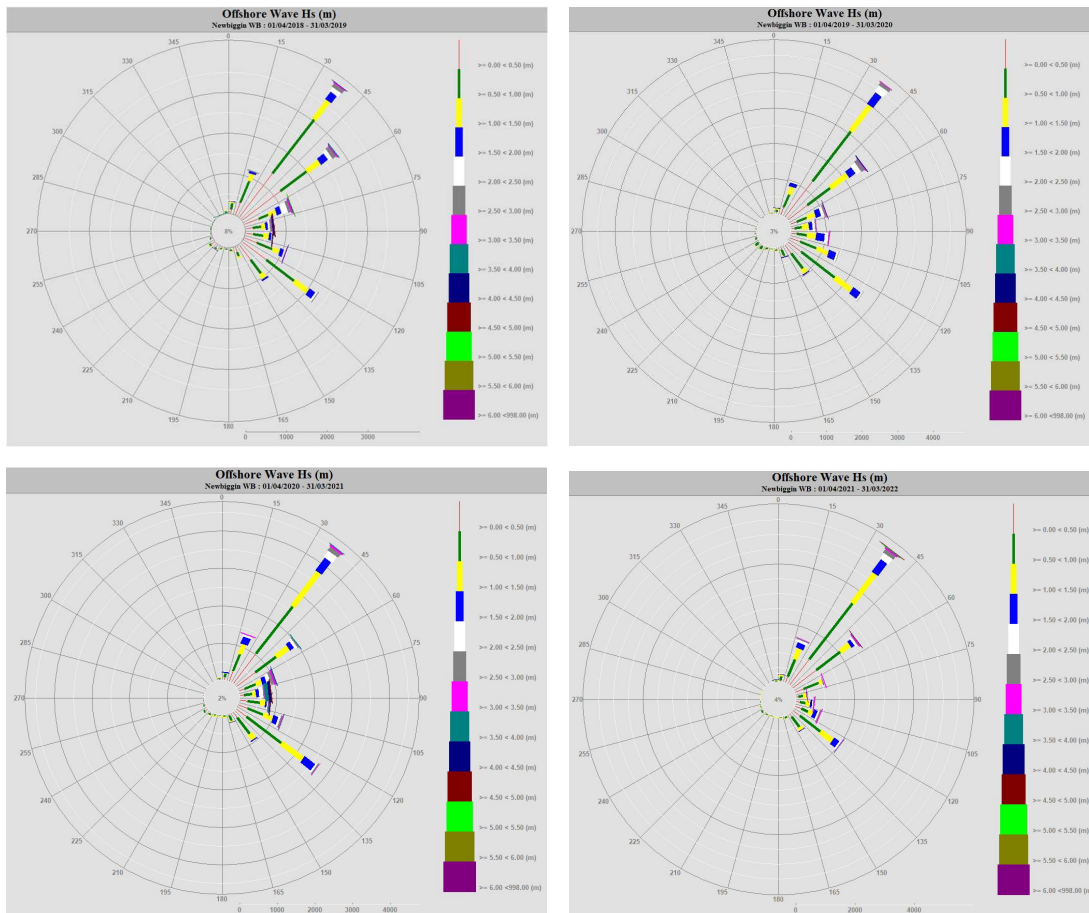 Offshore Wave Hs (m)
Newbiggin WB : 01/04/2018 - 31/03/2019
0
15
30
45
60
75
90
105
120
135
150
165
180
195
210
225
240
255
270
285
300
315
330
345
8%
>= 0.00 < 0.50 (m)
>= 0.50 < 1.00 (m)
>= 1.00 < 1.50 (m)
>= 1.50 < 2.00 (m)
>= 2.00 < 2.50 (m)
>= 2.50 < 3.00 (m)
>= 3.00 < 3.50 (m)
>= 3.50 < 4.00 (m)
>= 4.00 < 4.50 (m)
>= 4.50 < 5.00 (m)
>= 5.00 < 5.50 (m)
>= 5.50 < 6.00 (m)
>= 6.00 <998.00 (m)
0 1000 2000 3000
Offshore Wave Hs (m)
Newbiggin WB : 01/04/2019 - 31/03/2020
0
15
30
45
60
75
90
105
120
135
150
165
180
195
210
225
240
255
270
285
300
315
330
345
3%
>= 0.00 < 0.50 (m)
>= 0.50 < 1.00 (m)
>= 1.00 < 1.50 (m)
>= 1.50 < 2.00 (m)
>= 2.00 < 2.50 (m)
>= 2.50 < 3.00 (m)
>= 3.00 < 3.50 (m)
>= 3.50 < 4.00 (m)
>= 4.00 < 4.50 (m)
>= 4.50 < 5.00 (m)
>= 5.00 < 5.50 (m)
>= 5.50 < 6.00 (m)
>= 6.00 <998.00 (m)
0 1000 2000 3000 4000
Offshore Wave Hs (m)
Newbiggin WB : 01/04/2020 - 31/03/2021
0
15
30
45
60
75
90
105
120
135
150
165
180
195
210
225
240
255
270
285
300
315
330
345
2%
>= 0.00 < 0.50 (m)
>= 0.50 < 1.00 (m)
>= 1.00 < 1.50 (m)
>= 1.50 < 2.00 (m)
>= 2.00 < 2.50 (m)
>= 2.50 < 3.00 (m)
>= 3.00 < 3.50 (m)
>= 3.50 < 4.00 (m)
>= 4.00 < 4.50 (m)
>= 4.50 < 5.00 (m)
>= 5.00 < 5.50 (m)
>= 5.50 < 6.00 (m)
>= 6.00 <998.00 (m)
0 1000 2000 3000 4000
Offshore Wave Hs (m)
Newbiggin WB : 01/04/2021 - 31/03/2022
0
15
30
45
60
75
90
105
120
135
150
165
180
195
210
225
240
255
270
285
300
315
330
345
4%
>= 0.00 < 0.50 (m)
>= 0.50 < 1.00 (m)
>= 1.00 < 1.50 (m)
>= 1.50 < 2.00 (m)
>= 2.00 < 2.50 (m)
>= 2.50 < 3.00 (m)
>= 3.00 < 3.50 (m)
>= 3.50 < 4.00 (m)
>= 4.00 < 4.50 (m)
>= 4.50 < 5.00 (m)
>= 5.00 < 5.50 (m)
>= 5.50 < 6.00 (m)
>= 6.00 <998.00 (m)
0 2000 4000